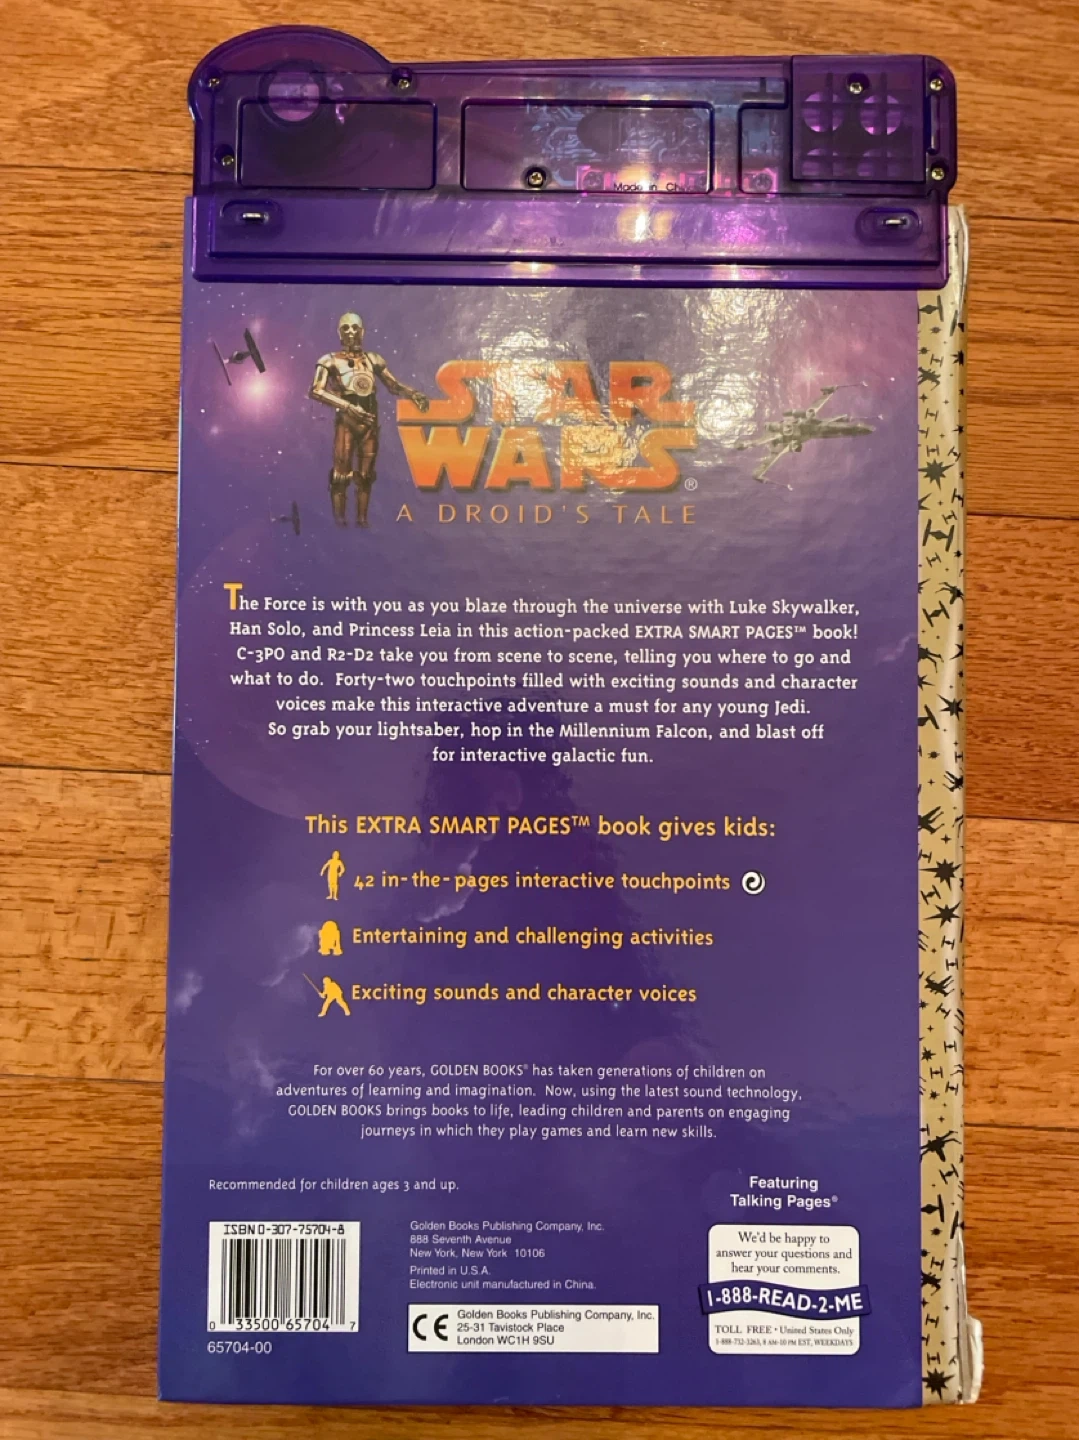 Made in China
STAR
WARS®
A DROID'S TALE
The Force is with you as you blaze through the universe with Luke Skywalker,
Han Solo, and Princess Leia in this action-packed EXTRA SMART PAGES™ book!
C-3PO and R2-D2 take you from scene to scene, telling you where to go and
what to do. Forty-two touchpoints filled with exciting sounds and character
voices make this interactive adventure a must for any young Jedi.
So grab your lightsaber, hop in the Millennium Falcon, and blast off
for interactive galactic fun.
This EXTRA SMART PAGES™ book gives kids:
42 in-the-pages interactive touchpoints
Entertaining and challenging activities
Exciting sounds and character voices
For over 60 years, GOLDEN BOOKS® has taken generations of children on
adventures of learning and imagination. Now, using the latest sound technology,
GOLDEN BOOKS brings books to life, leading children and parents on engaging
journeys in which they play games and learn new skills.
Recommended for children ages 3 and up.
ISBN 0-307-75704-8
0 33500 65704 7
65704-00
Golden Books Publishing Company, Inc.
888 Seventh Avenue
New York, New York 10106
Printed in U.S.A.
Electronic unit manufactured in China.
CE
Golden Books Publishing Company, Inc.
25-31 Tavistock Place
London WC1H 9SU
Featuring
Talking Pages®
We'd be happy to
answer your questions and
hear your comments.
1-888-READ-2-ME
TOLL FREE • United States Only
1-888-732-3263, 8 AM-10 PM EST, WEEKDAYS